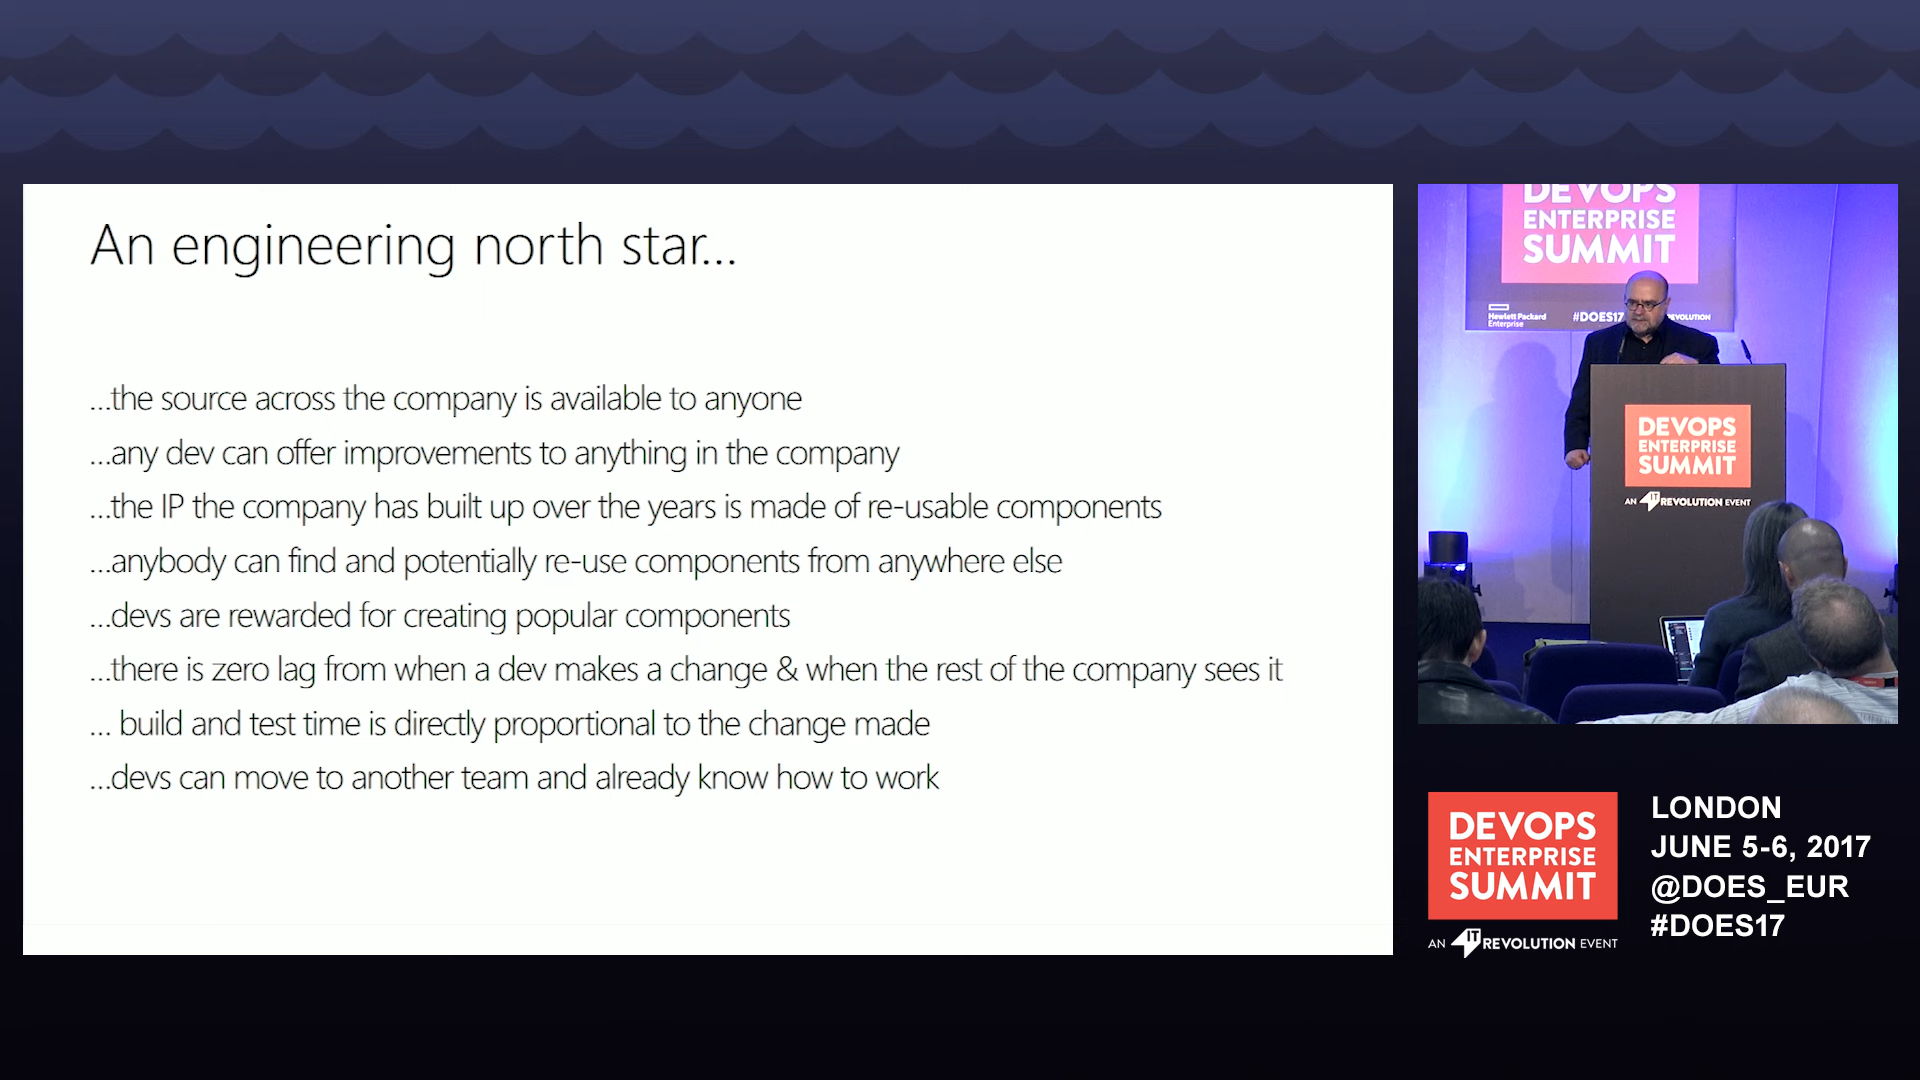 An engineering north star...
...the source across the company is available to anyone
...any dev can offer improvements to anything in the company
...the IP the company has built up over the years is made of re-usable components
...anybody can find and potentially re-use components from anywhere else
...devs are rewarded for creating popular components
...there is zero lag from when a dev makes a change & when the rest of the company sees it
... build and test time is directly proportional to the change made
...devs can move to another team and already know how to work
DEVOPS
ENTERPRISE
SUMMIT
Hewlett Packard
Enterprise
#DOES17
REVOLUTION
DEVOPS
ENTERPRISE
SUMMIT
AN IT REVOLUTION EVENT
DEVOPS
ENTERPRISE
SUMMIT
AN IT REVOLUTION EVENT
LONDON
JUNE 5-6, 2017
@DOES_EUR
#DOES17